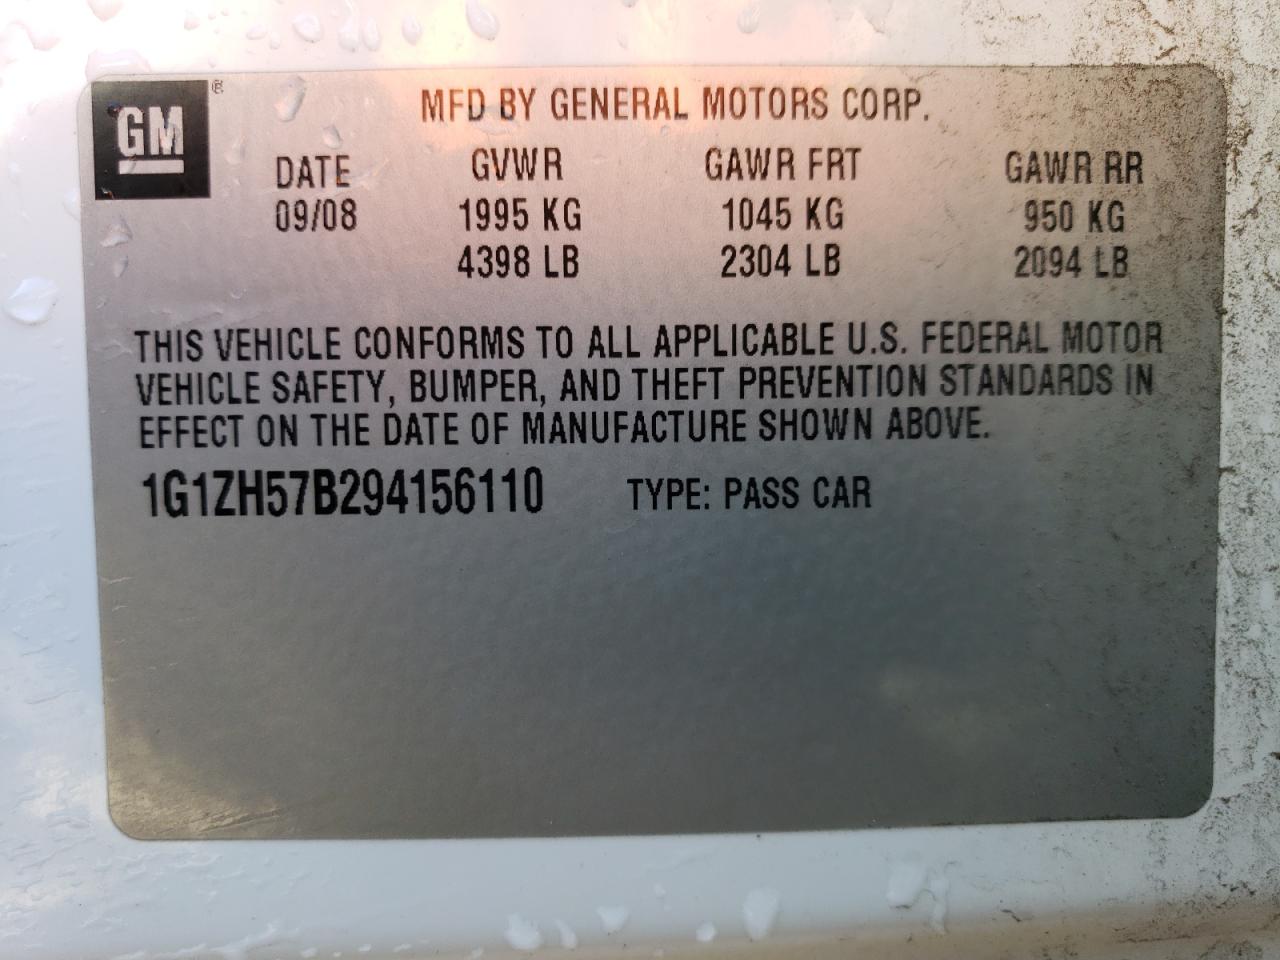 GM ®
MFD BY GENERAL MOTORS CORP.
DATE GVWR GAWR FRT GAWR RR
09/08 1995 KG 1045 KG 950 KG
4398 LB 2304 LB 2094 LB
THIS VEHICLE CONFORMS TO ALL APPLICABLE U.S. FEDERAL MOTOR
VEHICLE SAFETY, BUMPER, AND THEFT PREVENTION STANDARDS IN
EFFECT ON THE DATE OF MANUFACTURE SHOWN ABOVE.
1G1ZH57B294156110 TYPE: PASS CAR